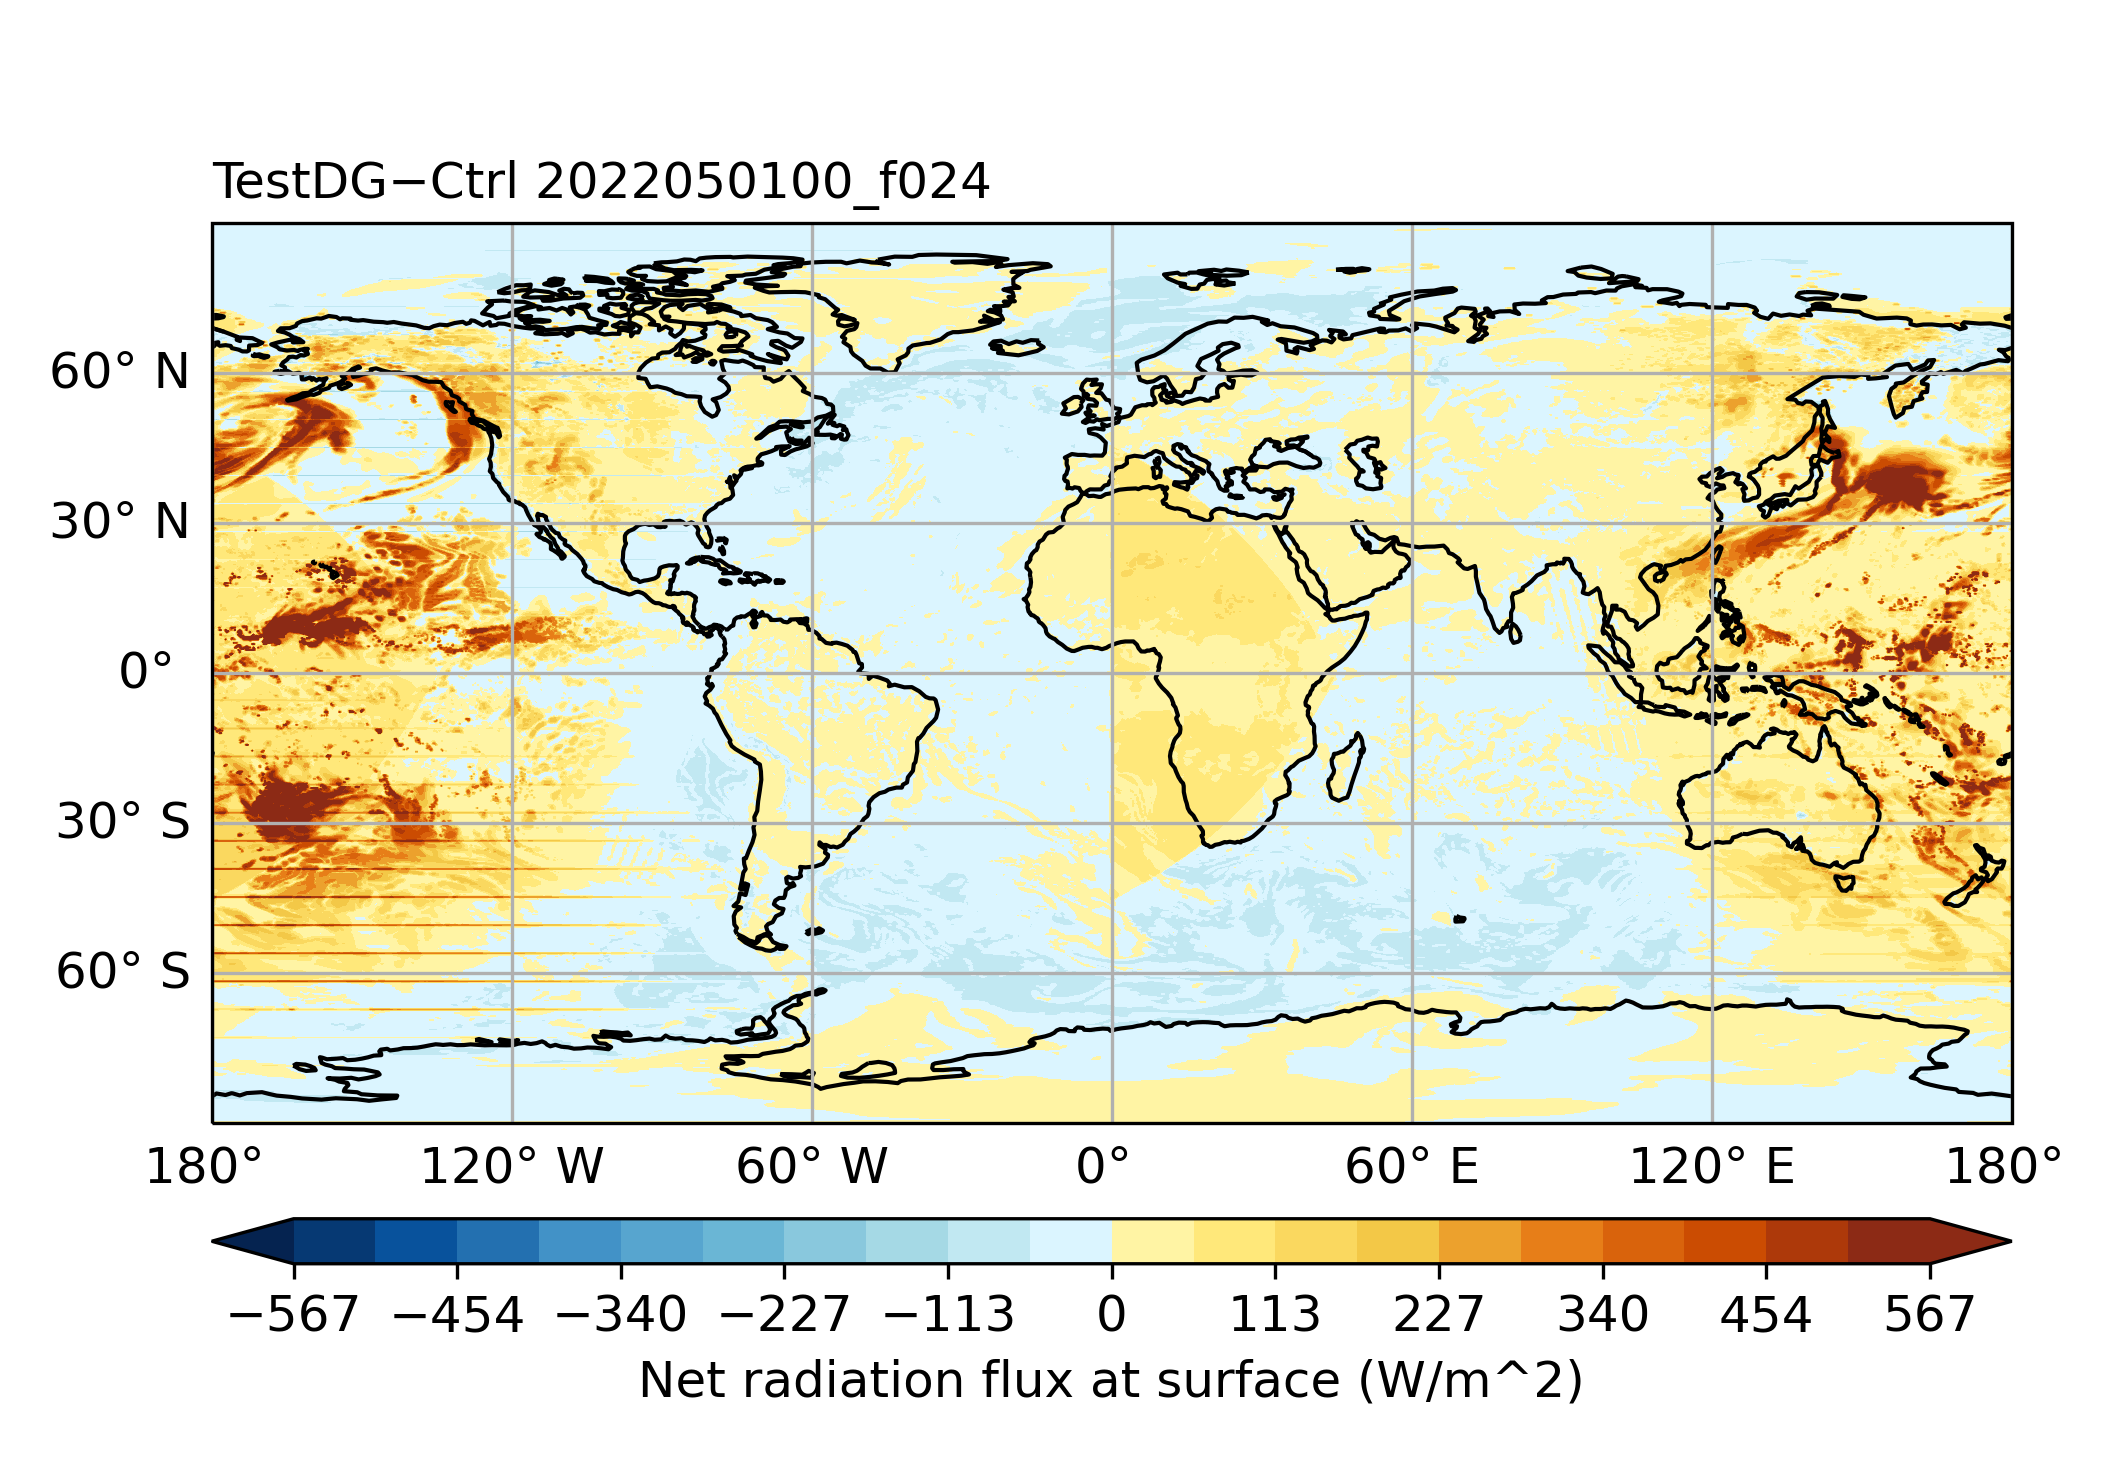 TestDG−Ctrl 2022050100_f024
60° N
30° N
0°
30° S
60° S
180° 120° W 60° W 0° 60° E 120° E 180°
−567 −454 −340 −227 −113 0 113 227 340 454 567
Net radiation flux at surface (W/m^2)